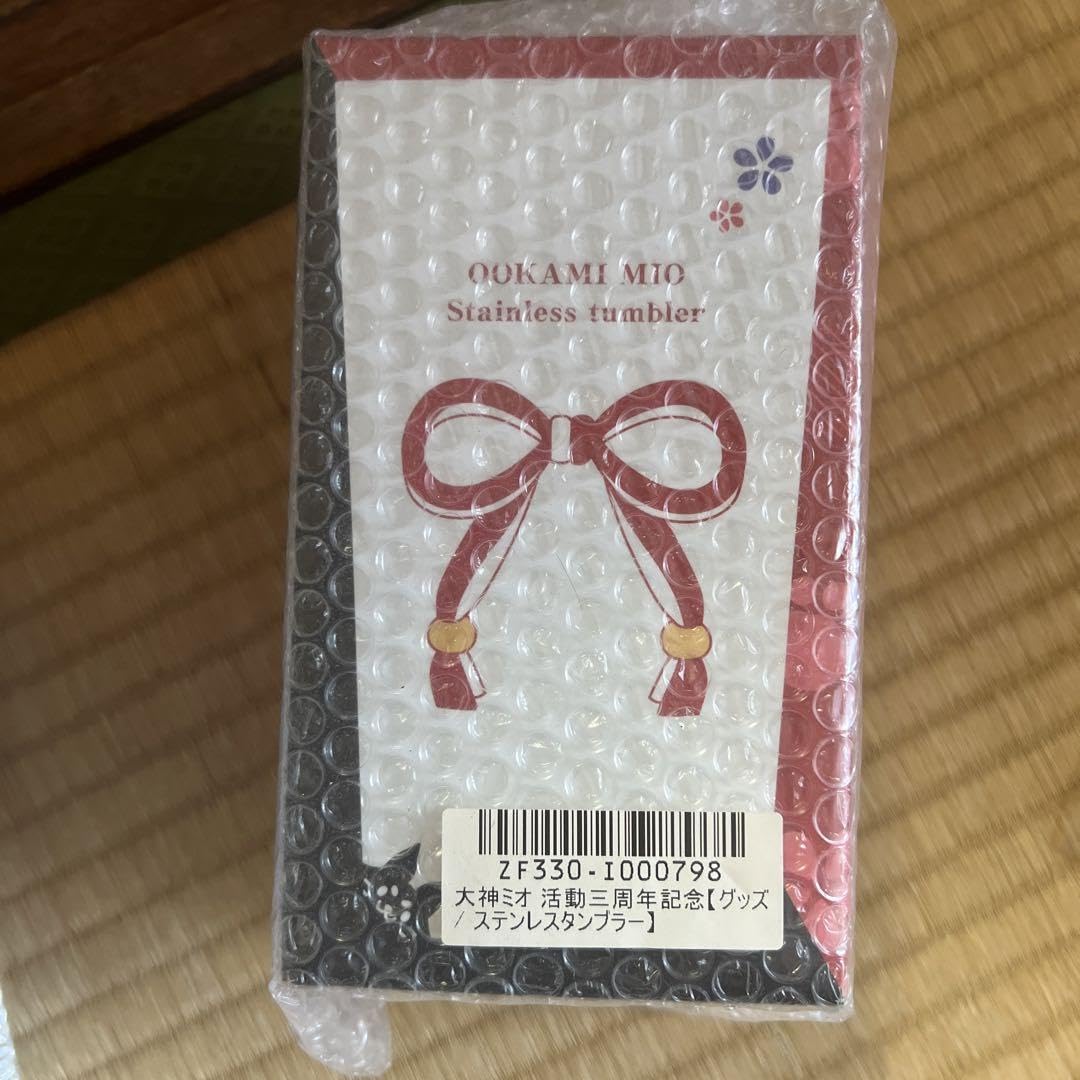 OOKAMI MIO
Stainless tumbler
ZF330-I000798
大神ミオ 活動三周年記念【グッズ
/ ステンレスタンブラー】